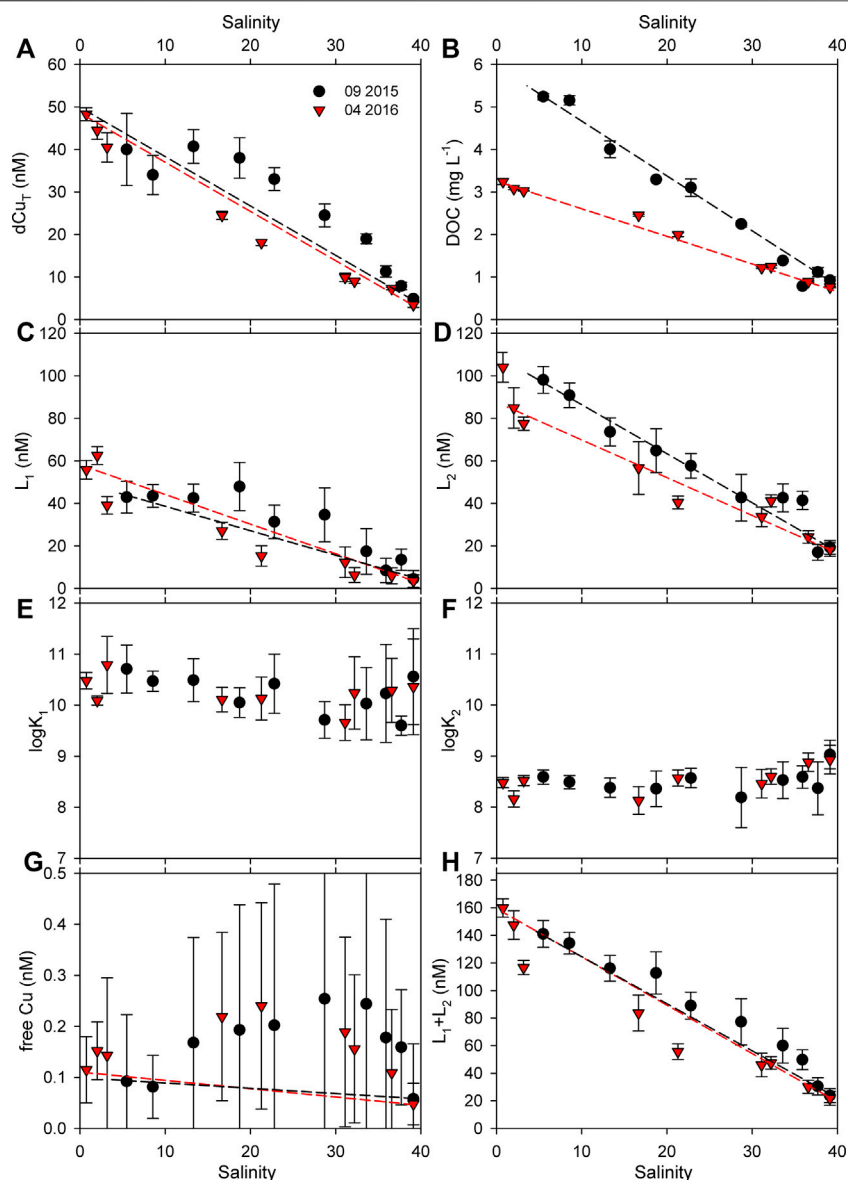 Salinity Salinity
A 0 10 20 30 40 B 0 10 20 30 40
60
50
40
30
20
10
0
dCu_T (nM)
09 2015
04 2016
6
5
4
3
2
1
0
DOC (mg L⁻¹)
C
120
100
80
60
40
20
0
L₁ (nM)
D
120
100
80
60
40
20
0
L₂ (nM)
E
12
11
10
9
8
7
logK₁
F
12
11
10
9
8
7
logK₂
G
0.5
0.4
0.3
0.2
0.1
0.0
free Cu (nM)
0 10 20 30 40
Salinity
H
180
160
140
120
100
80
60
40
20
0
L₁+L₂ (nM)
0 10 20 30 40
Salinity